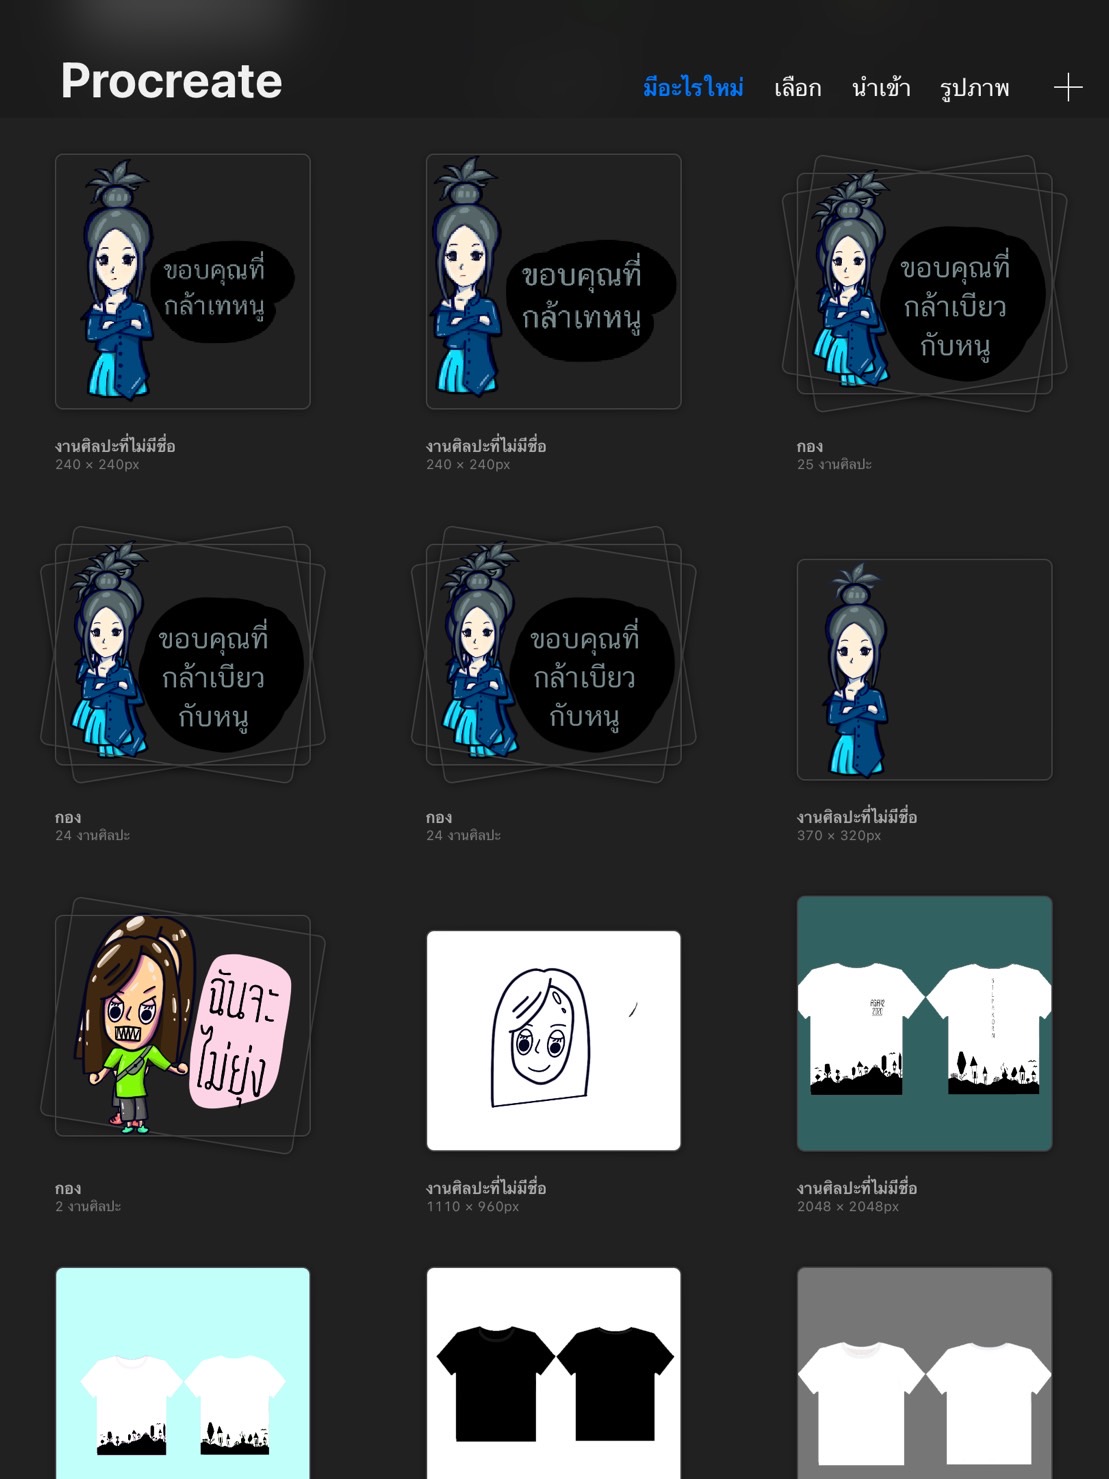 Procreate
มีอะไรใหม่ เลือก นำเข้า รูปภาพ
ขอบคุณที่
กล้าเทหนู
งานศิลปะที่ไม่มีชื่อ
240 × 240px
ขอบคุณที่
กล้าเทหนู
งานศิลปะที่ไม่มีชื่อ
240 × 240px
ขอบคุณที่
กล้าเบียว
กับหนู
กอง
25 งานศิลปะ
ขอบคุณที่
กล้าเบียว
กับหนู
กอง
24 งานศิลปะ
ขอบคุณที่
กล้าเบียว
กับหนู
กอง
24 งานศิลปะ
งานศิลปะที่ไม่มีชื่อ
370 × 320px
ฉันจะ
ไม่ยุ่ง
กอง
2 งานศิลปะ
งานศิลปะที่ไม่มีชื่อ
1110 × 960px
งานศิลปะที่ไม่มีชื่อ
2048 × 2048px